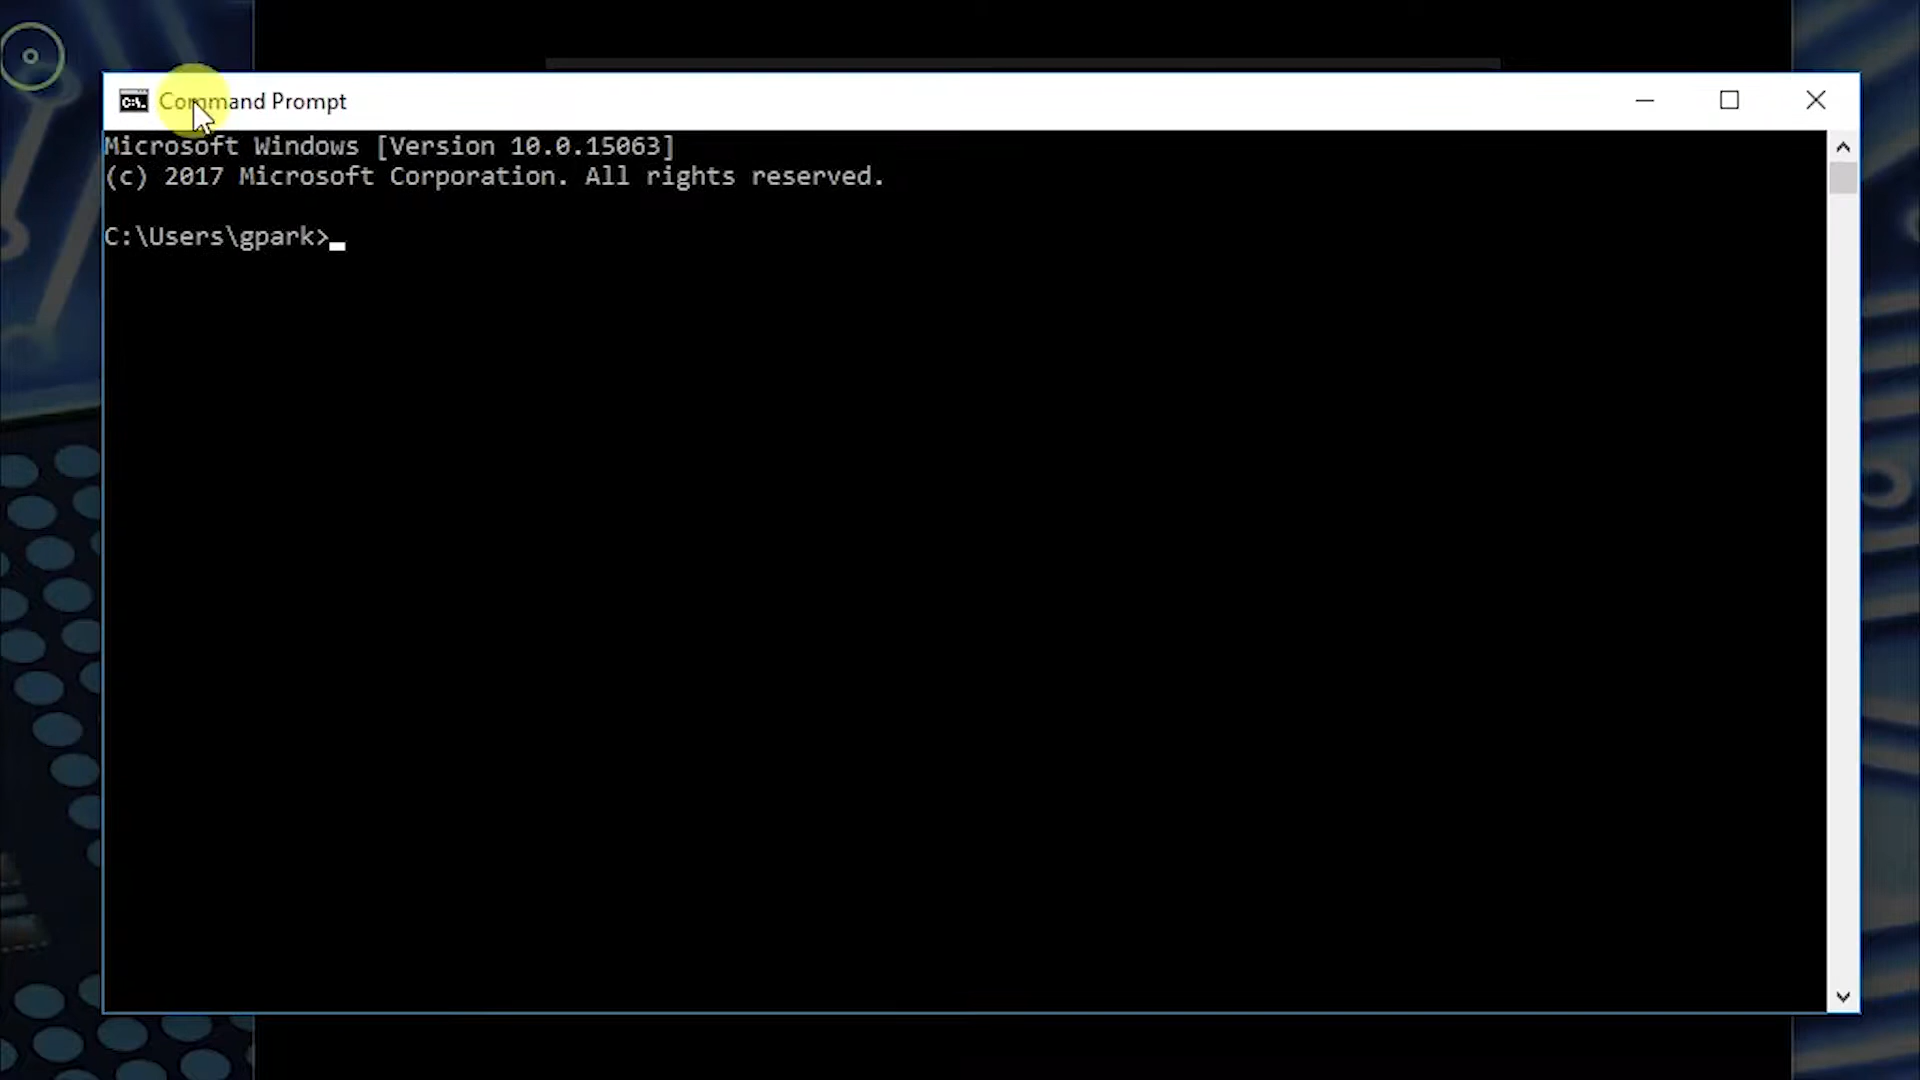 Command Prompt
Microsoft Windows [Version 10.0.15063]
(c) 2017 Microsoft Corporation. All rights reserved.
C:\Users\gpark>